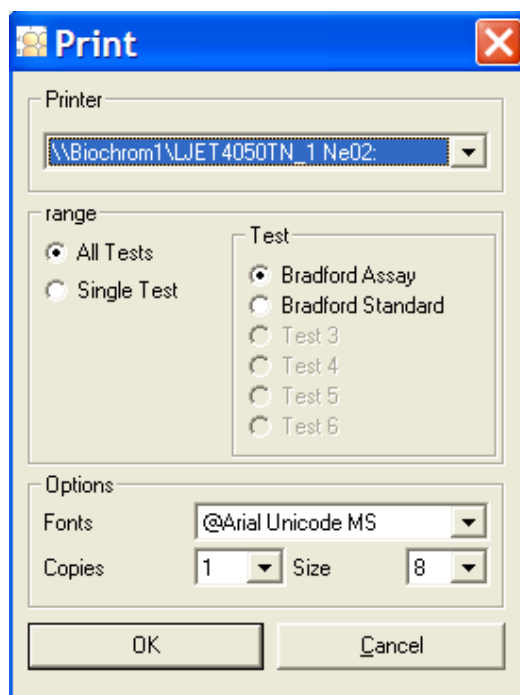 Print
Printer
\\Biochrom1\LJET4050TN_1 Ne02:
range
All Tests
Single Test
Test
Bradford Assay
Bradford Standard
Test 3
Test 4
Test 5
Test 6
Options
Fonts @Arial Unicode MS
Copies 1 Size 8
OK Cancel